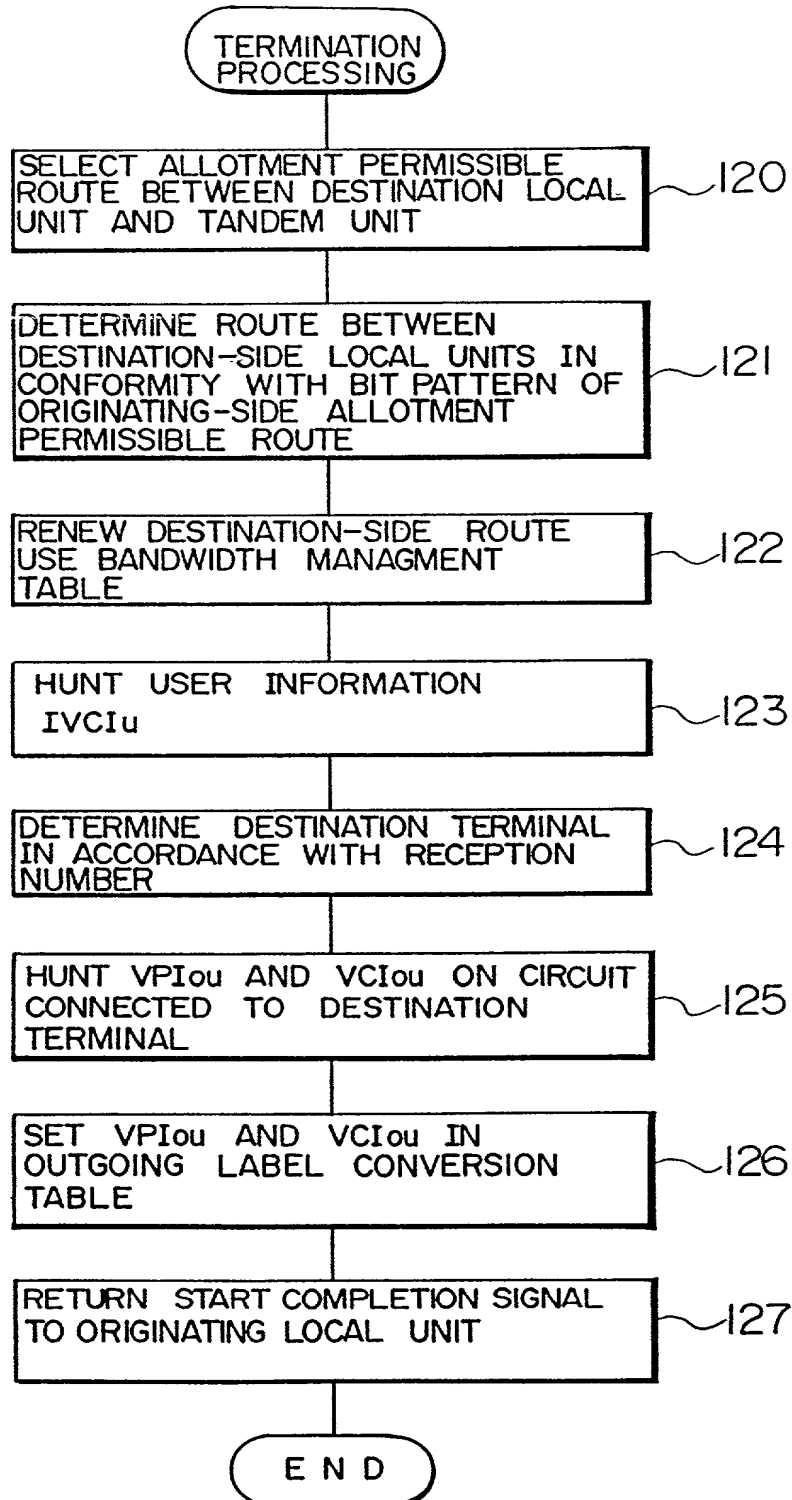 TERMINATION
PROCESSING
SELECT ALLOTMENT PERMISSIBLE
ROUTE BETWEEN DESTINATION LOCAL
UNIT AND TANDEM UNIT
120
DETERMINE ROUTE BETWEEN
DESTINATION-SIDE LOCAL UNITS IN
CONFORMITY WITH BIT PATTERN OF
ORIGINATING-SIDE ALLOTMENT
PERMISSIBLE ROUTE
121
RENEW DESTINATION-SIDE ROUTE
USE BANDWIDTH MANAGMENT
TABLE
122
HUNT USER INFORMATION
IVCIu
123
DETERMINE DESTINATION TERMINAL
IN ACCORDANCE WITH RECEPTION
NUMBER
124
HUNT VPIou AND VCIou ON CIRCUIT
CONNECTED TO DESTINATION
TERMINAL
125
SET VPIou AND VCIou IN
OUTGOING LABEL CONVERSION
TABLE
126
RETURN START COMPLETION SIGNAL
TO ORIGINATING LOCAL UNIT
127
END